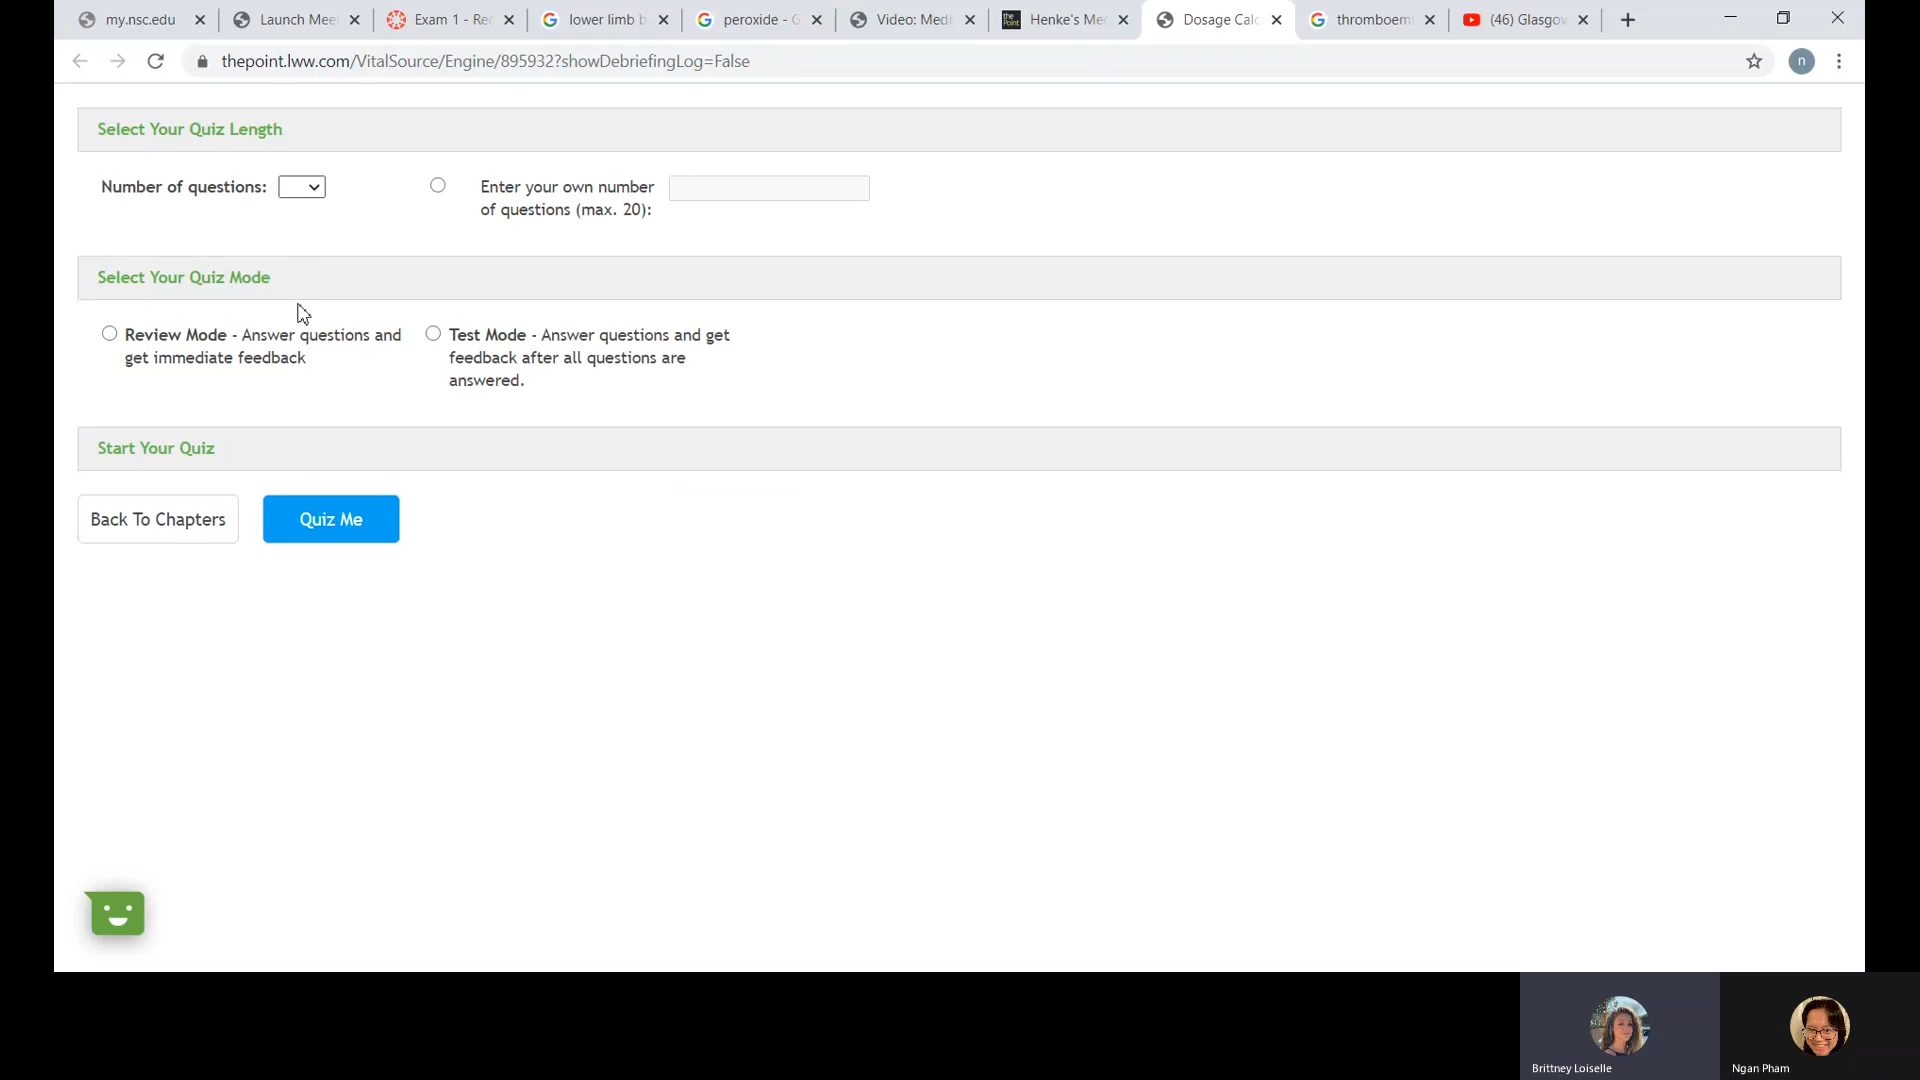 my.nsc.edu
Launch Mee
Exam 1 - Rec
lower limb b
peroxide - G
Video: Medi
the Point
Henke's Me
Dosage Calc
thromboem
(46) Glasgow
thepoint.lww.com/VitalSource/Engine/895932?showDebriefingLog=False
n
Select Your Quiz Length
Number of questions:
Enter your own number
of questions (max. 20):
Select Your Quiz Mode
Review Mode - Answer questions and
get immediate feedback
Test Mode - Answer questions and get
feedback after all questions are
answered.
Start Your Quiz
Back To Chapters
Quiz Me
Brittney Loiselle
Ngan Pham